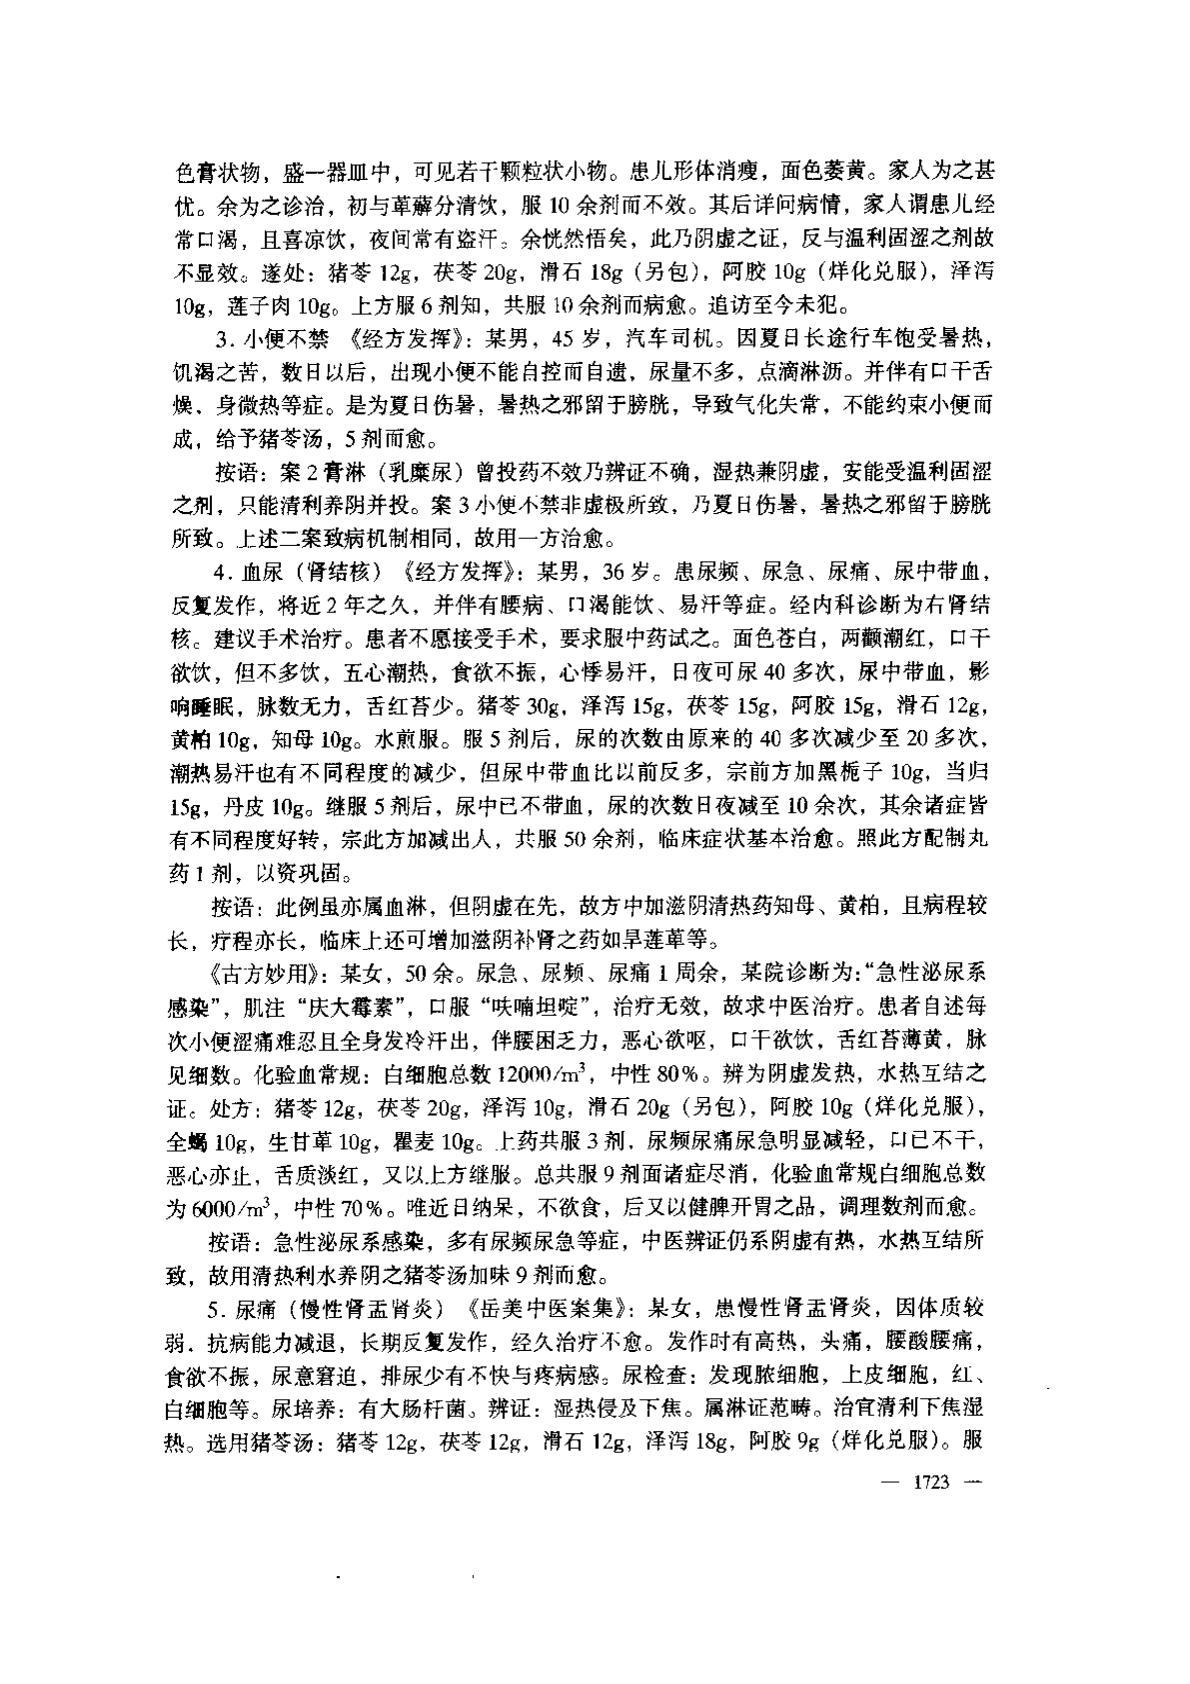 色膏状物，盛一器皿中，可见若干颗粒状小物。患儿形体消瘦，面色萎黄。家人为之甚
忧。余为之诊治，初与萆薢分清饮，服 10 余剂而不效。其后详问病情，家人谓患儿经
常口渴，且喜凉饮，夜间常有盗汗。余恍然悟矣，此乃阴虚之证，反与温利固涩之剂故
不显效。遂处：猪苓 12g，茯苓 20g，滑石 18g（另包），阿胶 10g（烊化兑服），泽泻
10g，莲子肉 10g。上方服 6 剂知，共服 10 余剂而病愈。追访至今未犯。
3. 小便不禁 《经方发挥》：某男，45 岁，汽车司机。因夏日长途行车饱受暑热，
饥渴之苦，数日以后，出现小便不能自控而自遗，尿量不多，点滴淋沥。并伴有口干舌
燥，身微热等症。是为夏日伤暑，暑热之邪留于膀胱，导致气化失常，不能约束小便而
成，给予猪苓汤，5 剂而愈。
按语：案 2 膏淋（乳糜尿）曾投药不效乃辨证不确，湿热兼阴虚，安能受温利固涩
之剂，只能清利养阴并投。案 3 小便不禁非虚极所致，乃夏日伤暑，暑热之邪留于膀胱
所致。上述二案致病机制相同，故用一方治愈。
4. 血尿（肾结核）《经方发挥》：某男，36 岁。患尿频、尿急、尿痛、尿中带血，
反复发作，将近 2 年之久，并伴有腰病、口渴能饮、易汗等症。经内科诊断为右肾结
核。建议手术治疗。患者不愿接受手术，要求服中药试之。面色苍白，两颧潮红，口干
欲饮，但不多饮，五心潮热，食欲不振，心悸易汗，日夜可尿 40 多次，尿中带血，影
响睡眠，脉数无力，舌红苔少。猪苓 30g，泽泻 15g，茯苓 15g，阿胶 15g，滑石 12g，
黄柏 10g，知母 10g。水煎服。服 5 剂后，尿的次数由原来的 40 多次减少至 20 多次，
潮热易汗也有不同程度的减少，但尿中带血比以前反多，宗前方加黑栀子 10g，当归
15g，丹皮 10g。继服 5 剂后，尿中已不带血，尿的次数日夜减至 10 余次，其余诸症皆
有不同程度好转，宗此方加减出人，共服 50 余剂，临床症状基本治愈。照此方配制丸
药 1 剂，以资巩固。
按语：此例虽亦属血淋，但阴虚在先，故方中加滋阴清热药知母、黄柏，且病程较
长，疗程亦长，临床上还可增加滋阴补肾之药如旱莲草等。
《古方妙用》：某女，50 余。尿急、尿频、尿痛 1 周余，某院诊断为：“急性泌尿系
感染”，肌注“庆大霉素”，口服“呋喃坦啶”，治疗无效，故求中医治疗。患者自述每
次小便涩痛难忍且全身发冷汗出，伴腰困乏力，恶心欲呕，口干欲饮，舌红苔薄黄，脉
见细数。化验血常规：白细胞总数 12000/m³，中性 80%。辨为阴虚发热，水热互结之
证。处方：猪苓 12g，茯苓 20g，泽泻 10g，滑石 20g（另包），阿胶 10g（烊化兑服），
全蝎 10g，生甘草 10g，瞿麦 10g。上药共服 3 剂，尿频尿痛尿急明显减轻，口已不干，
恶心亦止，舌质淡红，又以上方继服。总共服 9 剂面诸症尽消，化验血常规白细胞总数
为 6000/m³，中性 70%。唯近日纳呆，不欲食，后又以健脾开胃之品，调理数剂而愈。
按语：急性泌尿系感染，多有尿频尿急等症，中医辨证仍系阴虚有热，水热互结所
致，故用清热利水养阴之猪苓汤加味 9 剂而愈。
5. 尿痛（慢性肾盂肾炎）《岳美中医案集》：某女，患慢性肾盂肾炎，因体质较
弱，抗病能力减退，长期反复发作，经久治疗不愈。发作时有高热，头痛，腰酸腰痛，
食欲不振，尿意窘迫，排尿少有不快与疼病感。尿检查：发现脓细胞，上皮细胞，红、
白细胞等。尿培养：有大肠杆菌。辨证：湿热侵及下焦。属淋证范畴。治宜清利下焦湿
热。选用猪苓汤：猪苓 12g，茯苓 12g，滑石 12g，泽泻 18g，阿胶 9g（烊化兑服）。服
— 1723 —